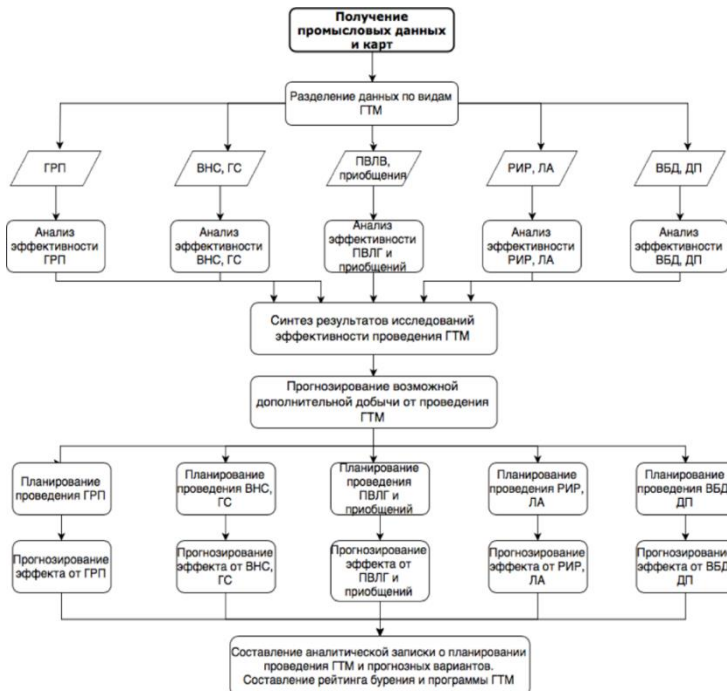 Получение
промысловых данных
и карт
Разделение данных по видам
ГТМ
ГРП
ВНС, ГС
ПВЛВ,
приобщения
РИР, ЛА
ВБД, ДП
Анализ
эффективности
ГРП
Анализ
эффективности
ВНС, ГС
Анализ
эффективности
ПВЛГ и
приобщений
Анализ
эффективности
РИР, ЛА
Анализ
эффективности
ВБД, ДП
Синтез результатов исследований
эффективности проведения ГТМ
Прогнозирование возможной
дополнительной добычи от проведения
ГТМ
Планирование
проведения ГРП
Планирование
проведения ВНС,
ГС
Планирование
проведения
ПВЛГ и
приобщений
Планирование
проведения РИР,
ЛА
Планирование
проведения ВБД,
ДП
Прогнозирование
эффекта от ГРП
Прогнозирование
эффекта от ВНС,
ГС
Прогнозирование
эффекта от
ПВЛГ и
приобщений
Прогнозирование
эффекта от РИР,
ЛА
Прогнозирование
эффекта от ВБД,
ДП
Составление аналитической записки о планировании
проведения ГТМ и прогнозных вариантов.
Составление рейтинга бурения и программы ГТМ